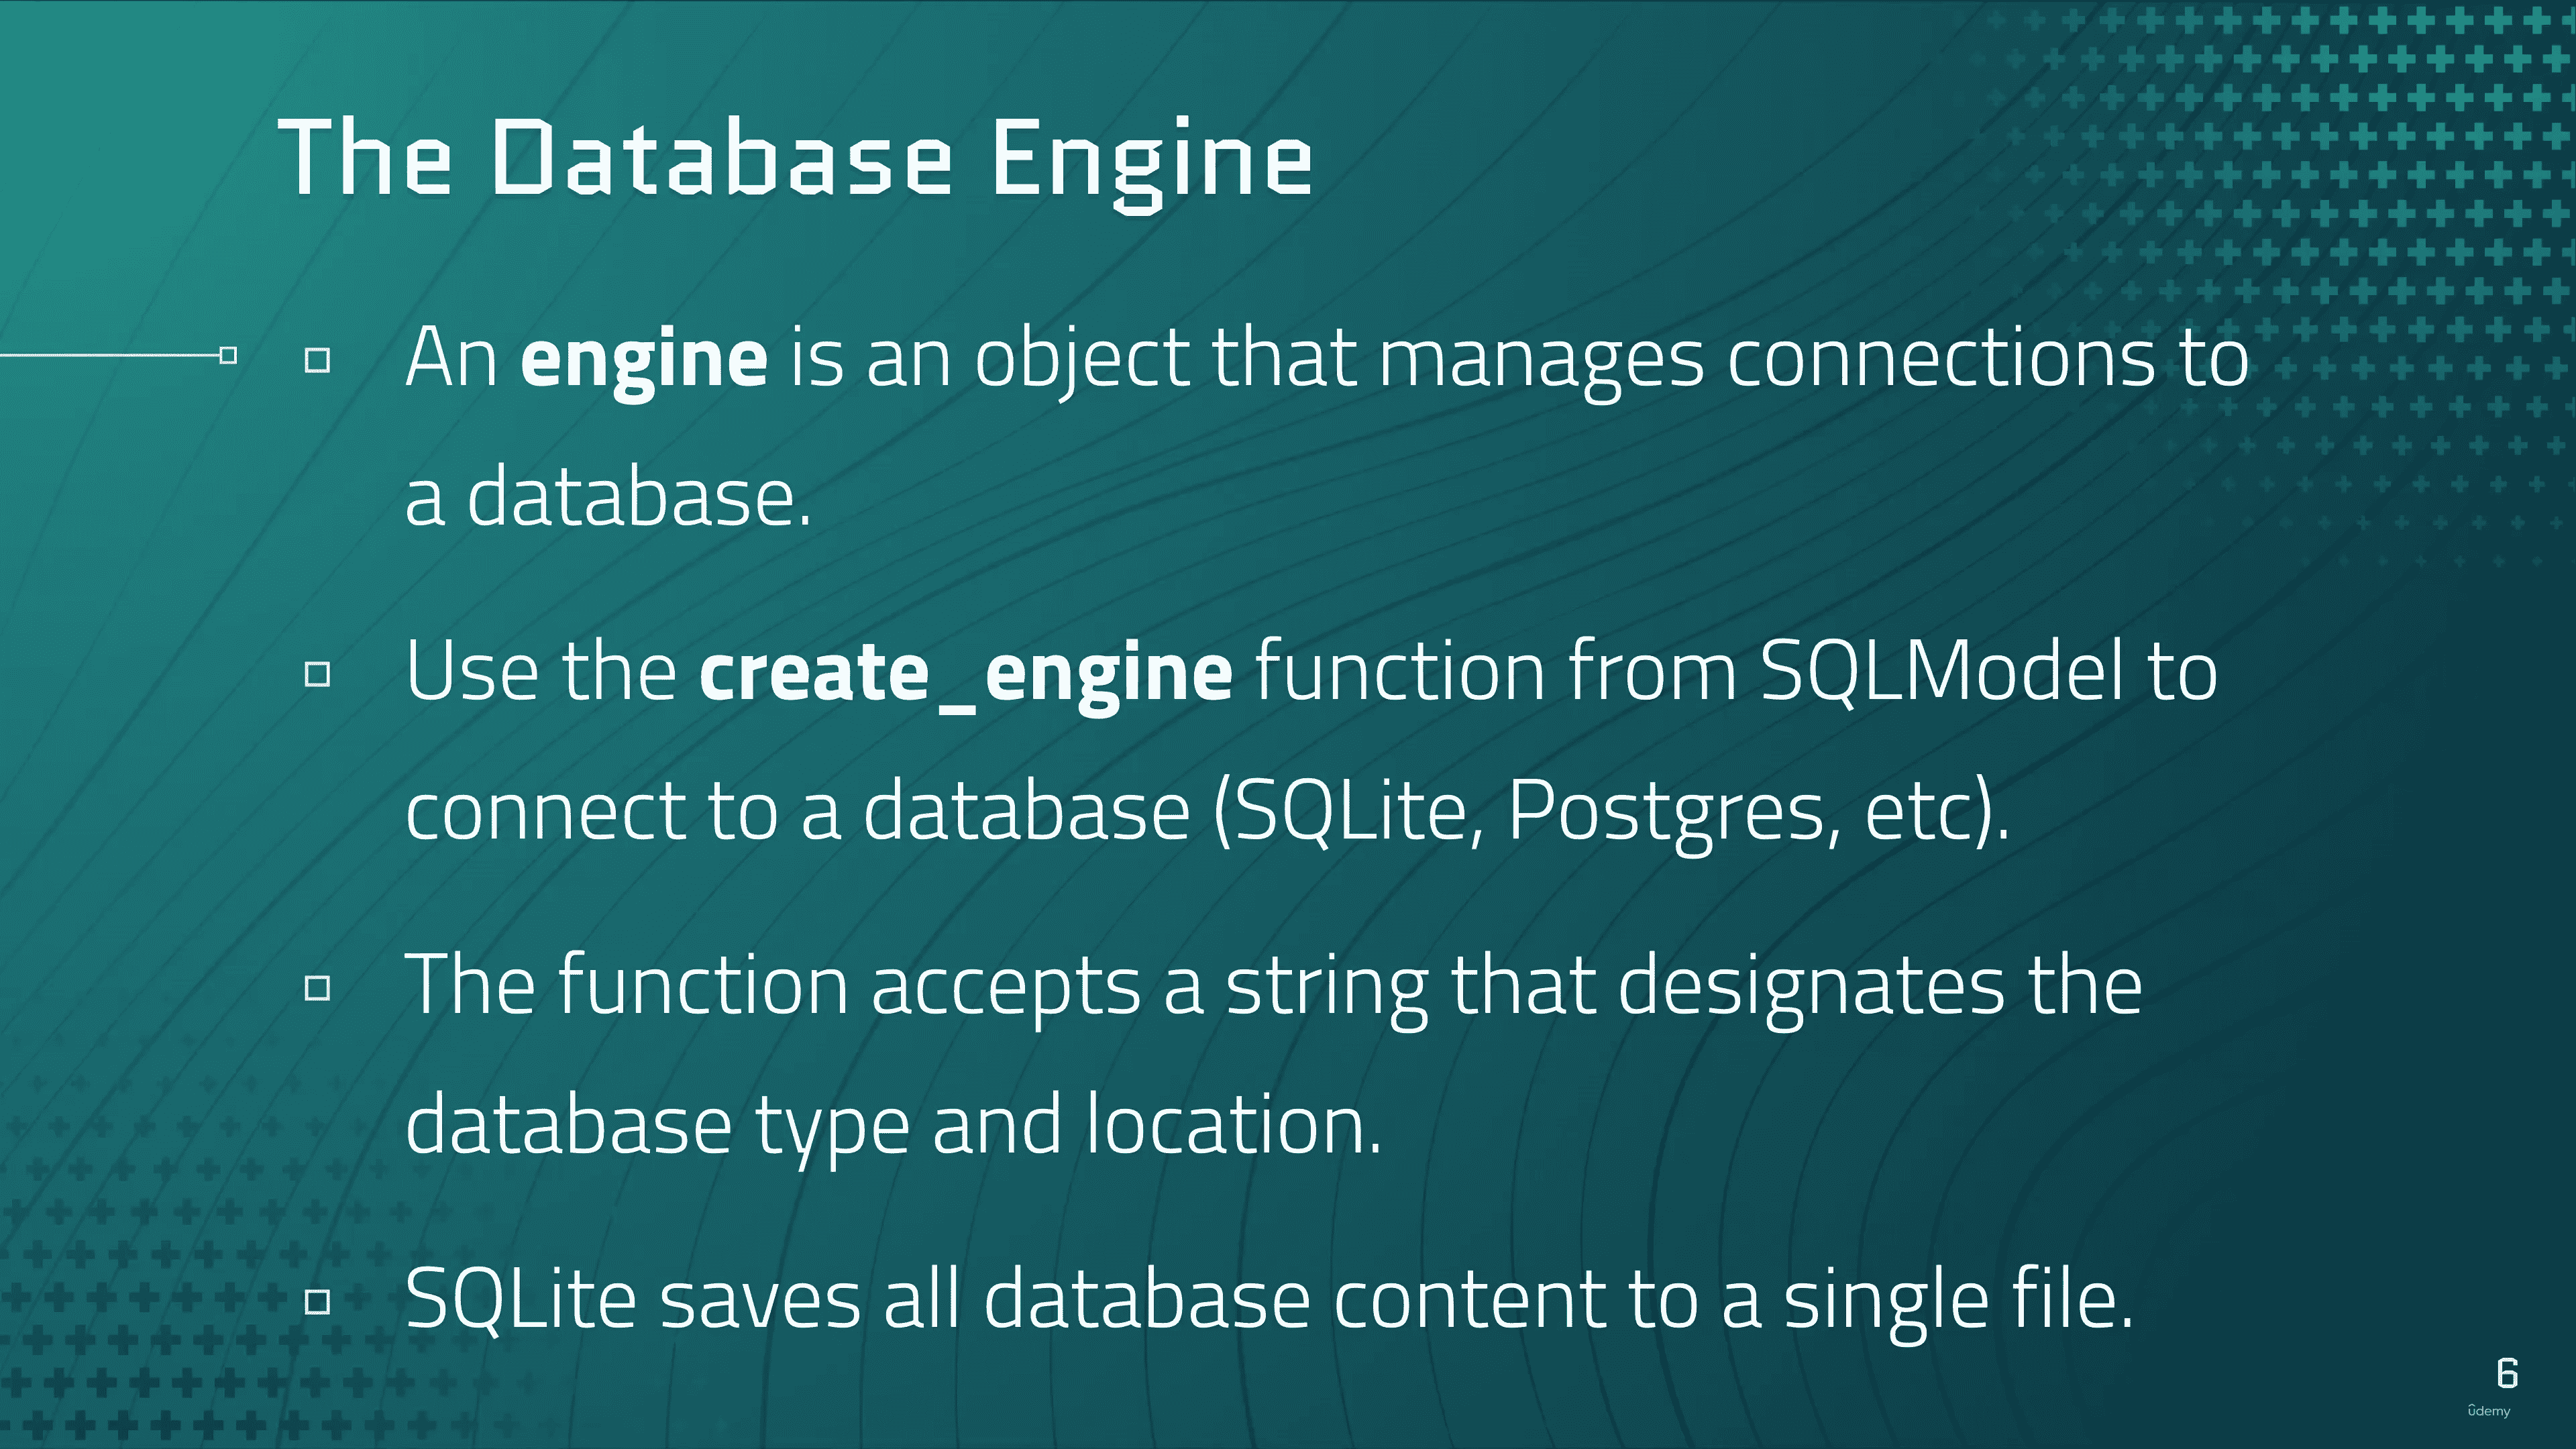 The Database Engine
An engine is an object that manages connections to
a database.
Use the create_engine function from SQLModel to
connect to a database (SQLite, Postgres, etc).
The function accepts a string that designates the
database type and location.
SQLite saves all database content to a single file.
6
ûdemy